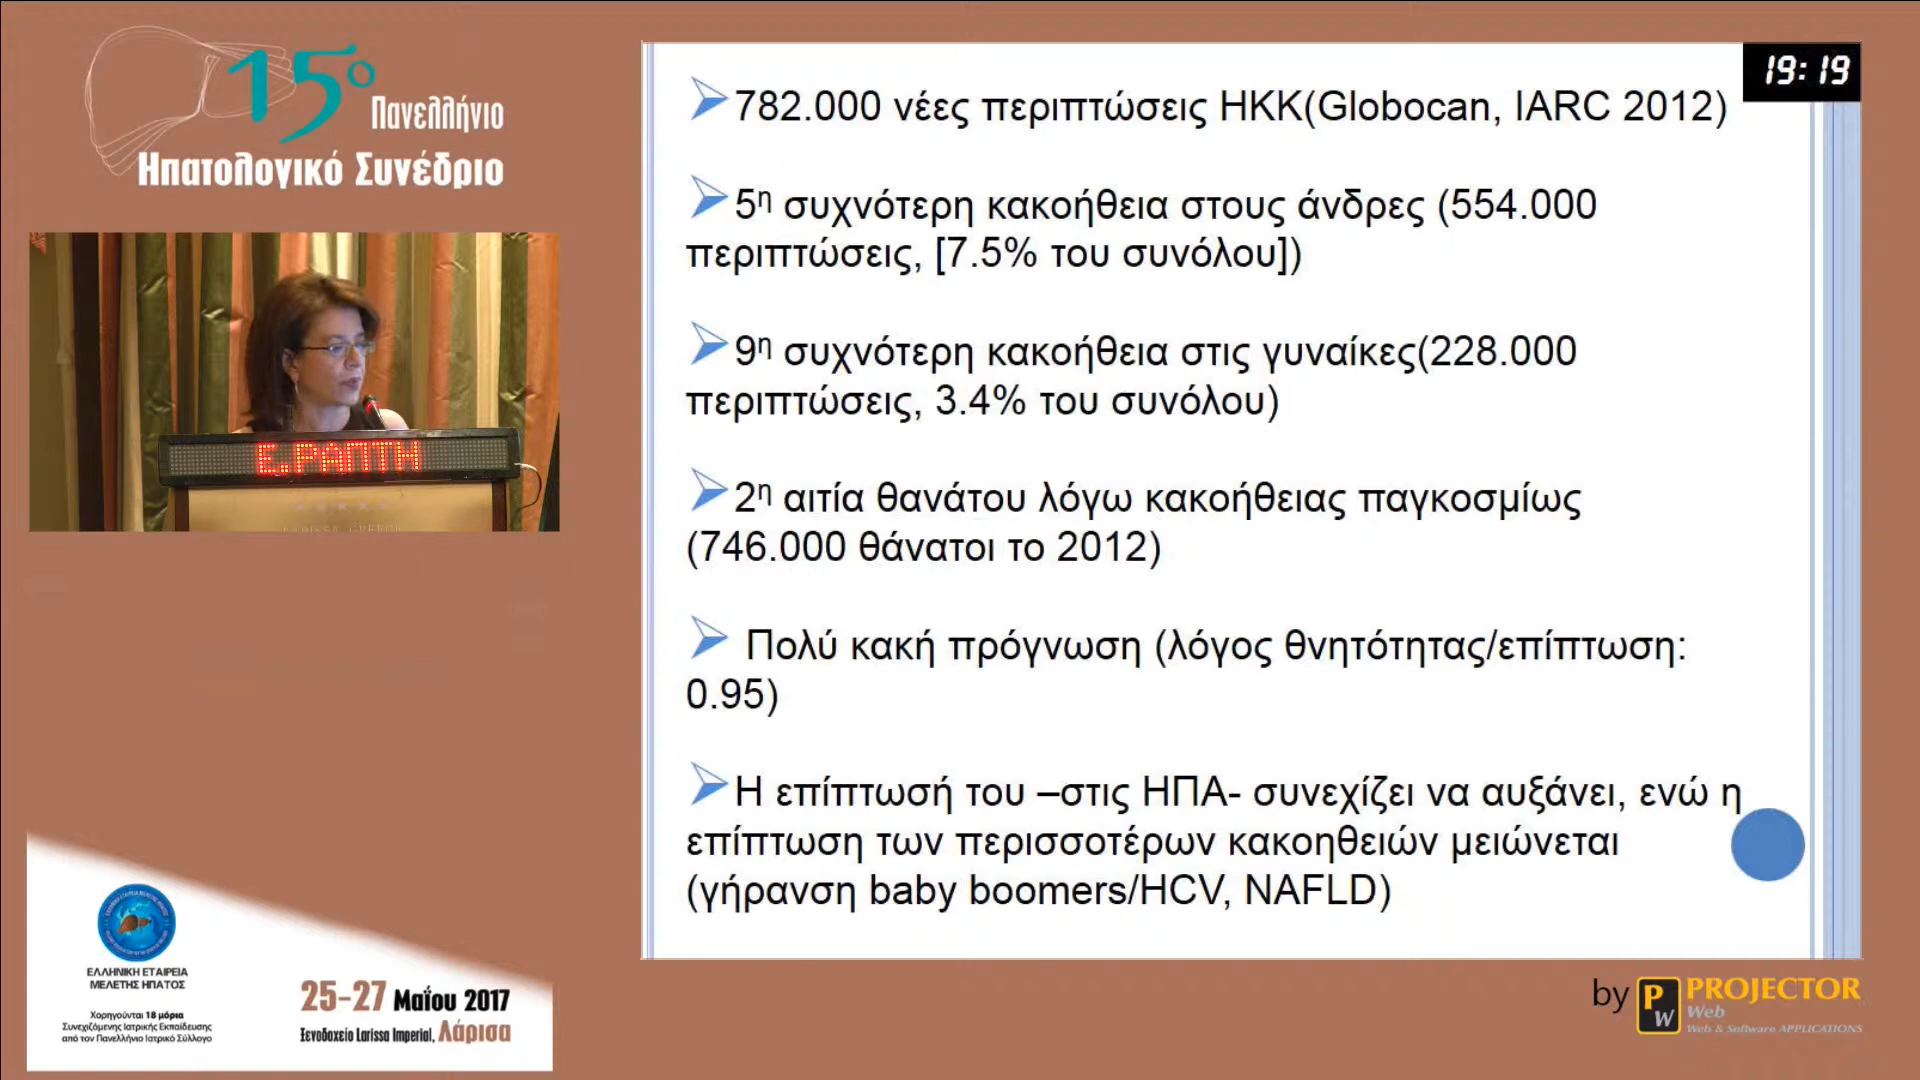 15ο
Πανελλήνιο
Ηπατολογικό Συνέδριο
Ε.ΡΑΠΤΗ
19:19
782.000 νέες περιπτώσεις ΗΚΚ(Globocan, IARC 2012)
5η συχνότερη κακοήθεια στους άνδρες (554.000
περιπτώσεις, [7.5% του συνόλου])
9η συχνότερη κακοήθεια στις γυναίκες(228.000
περιπτώσεις, 3.4% του συνόλου)
2η αιτία θανάτου λόγω κακοήθειας παγκοσμίως
(746.000 θάνατοι το 2012)
Πολύ κακή πρόγνωση (λόγος θνητότητας/επίπτωση:
0.95)
Η επίπτωσή του –στις ΗΠΑ- συνεχίζει να αυξάνει, ενώ η
επίπτωση των περισσοτέρων κακοηθειών μειώνεται
(γήρανση baby boomers/HCV, NAFLD)
ΕΛΛΗΝΙΚΗ ΕΤΑΙΡΕΙΑ
ΜΕΛΕΤΗΣ ΗΠΑΤΟΣ
Χορηγούνται 18 μόρια
Συνεχιζόμενης Ιατρικής Εκπαίδευσης
από τον Πανελλήνιο Ιατρικό Σύλλογο
25-27 Μαΐου 2017
Ξενοδοχείο Larissa Imperial, Λάρισα
by PW PROJECTOR
Web
Web & Software APPLICATIONS